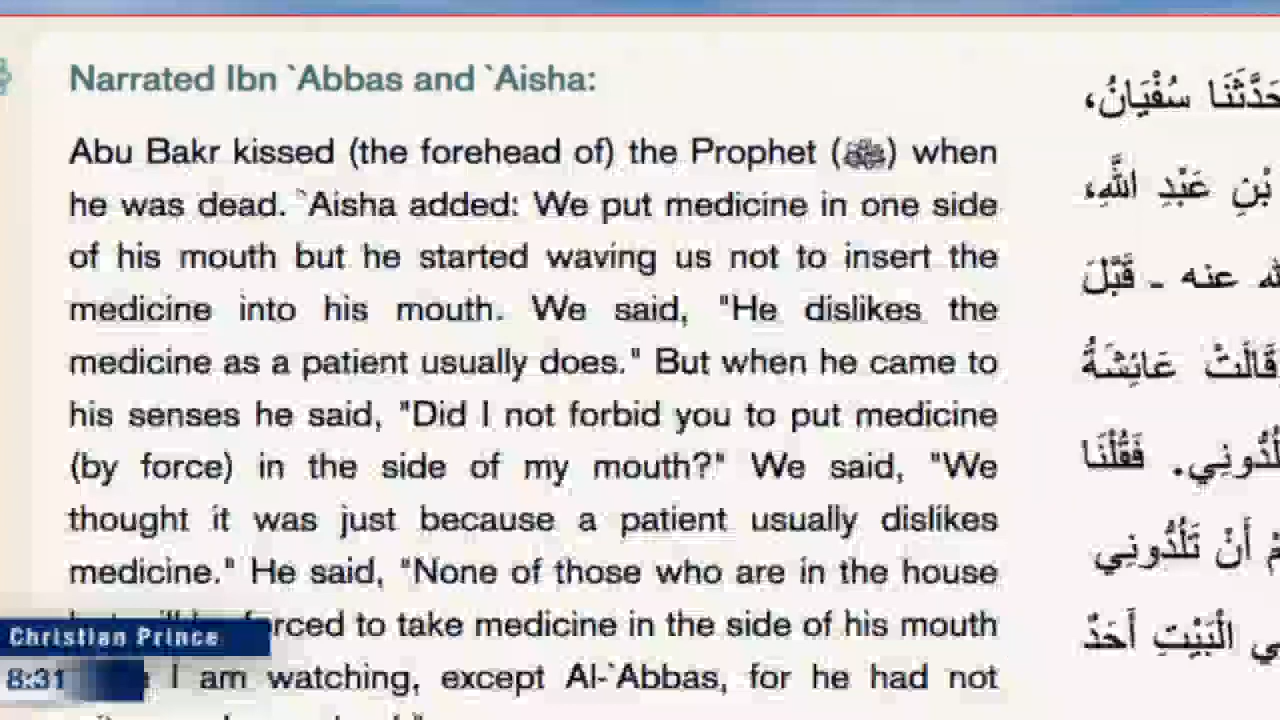 Narrated Ibn `Abbas and `Aisha:
Abu Bakr kissed (the forehead of) the Prophet (ﷺ) when
he was dead. `Aisha added: We put medicine in one side
of his mouth but he started waving us not to insert the
medicine into his mouth. We said, "He dislikes the
medicine as a patient usually does." But when he came to
his senses he said, "Did I not forbid you to put medicine
(by force) in the side of my mouth?" We said, "We
thought it was just because a patient usually dislikes
medicine." He said, "None of those who are in the house
to take medicine in the side of his mouth
I am watching, except Al-`Abbas, for he had not
حَدَّثَنَا سُفْيَانُ،
بْنِ عَبْدِ اللَّهِ،
عنه ـ قَبَّلَ
قَالَتْ عَائِشَةُ
فَقُلْنَا
أَنْ تَلُدُّونِي
الْبَيْتِ أَحَدٌ
Christian Prince
8:31